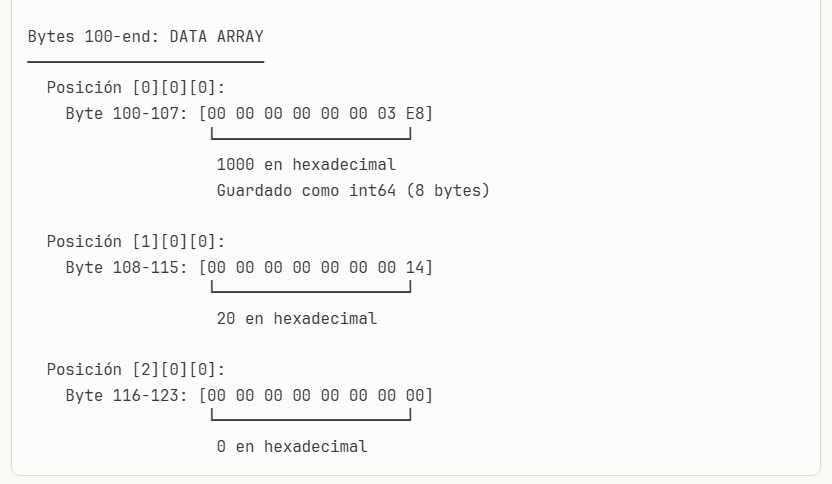 Bytes 100-end: DATA ARRAY
Posición [0][0][0]:
Byte 100-107: [00 00 00 00 00 00 03 E8]
1000 en hexadecimal
Guardado como int64 (8 bytes)
Posición [1][0][0]:
Byte 108-115: [00 00 00 00 00 00 00 14]
20 en hexadecimal
Posición [2][0][0]:
Byte 116-123: [00 00 00 00 00 00 00 00]
0 en hexadecimal